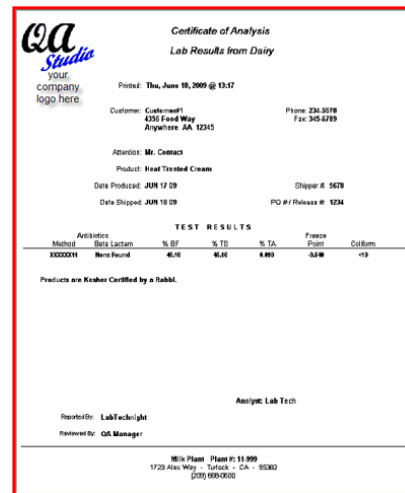 QA
Studio
your
company
logo here
Certificate of Analysis
Lab Results from Dairy
Printed: Thu, June 18, 2009 @ 13:17
Customer: Customer#1
4356 Food Way
Anywhere AA 12345
Phone: 234-5678
Fax: 345-6789
Attention: Mr. Contact
Product: Heat Treated Cream
Date Produced: JUN 17 09
Shipper #: 5678
Date Shipped: JUN 18 09
PO # / Release #: 1234
TEST RESULTS
Antibiotics
Freeze
Method Beta Lactam % BF % TS % TA Point Coliform
None Found <10
Products are Kosher Certified by a Rabbi.
Analyst: Lab Tech
Reported By: LabTechnight
Reviewed By: QA Manager
Milk Plant Plant #: 11-999
1723 Alex Way - Turlock - CA - 95382
(209) 669-0600